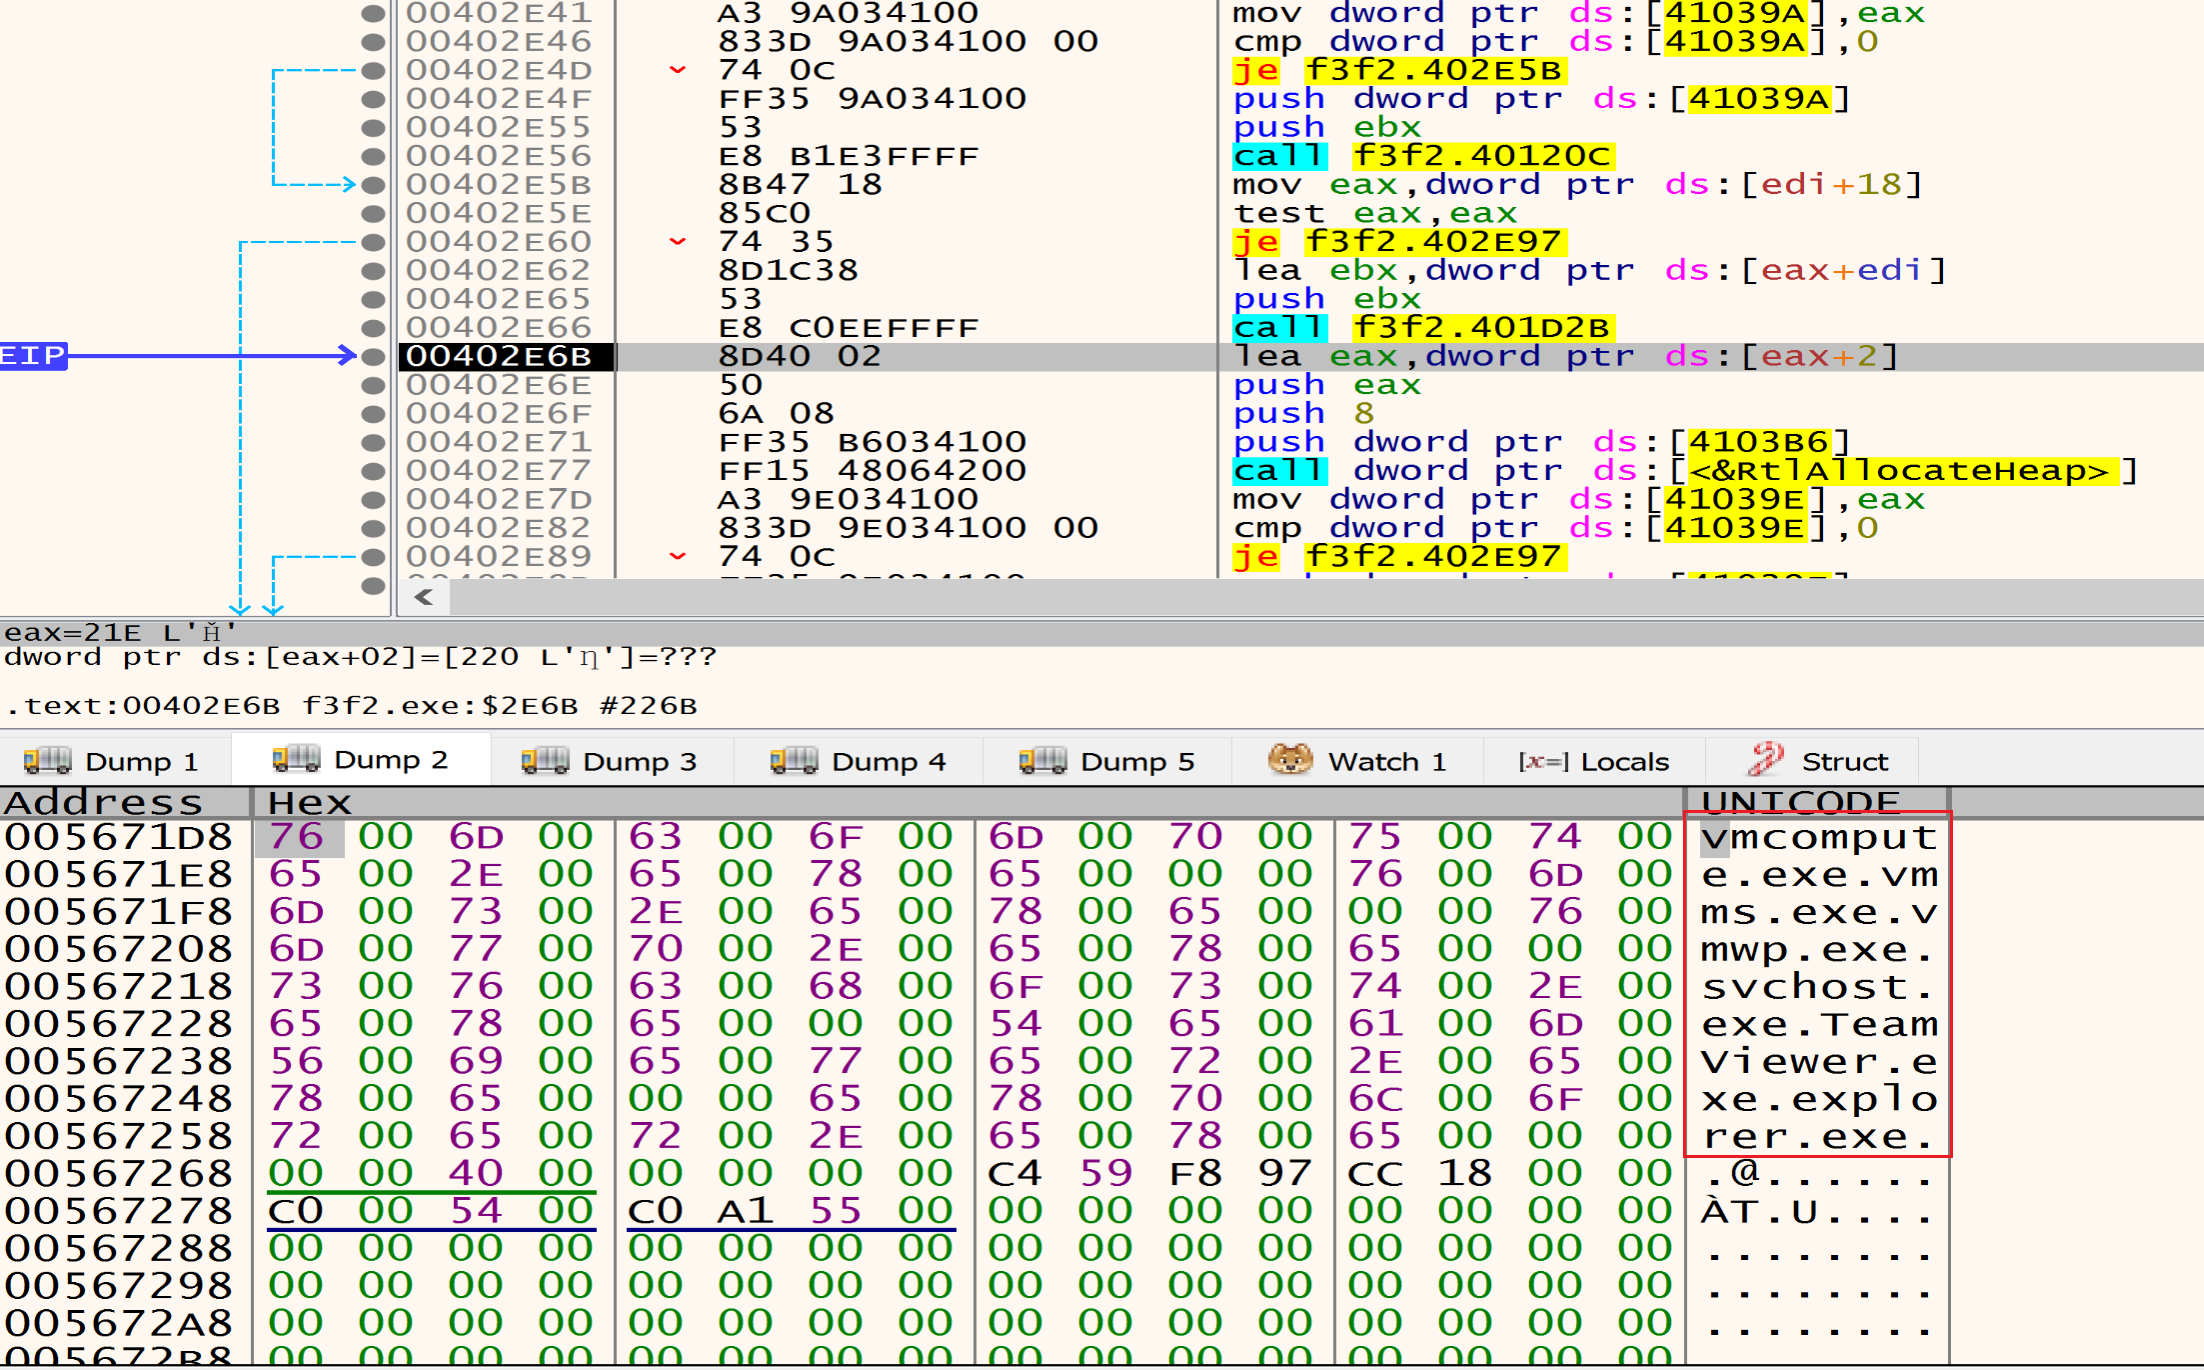 00402E41 A3 9A034100 mov dword ptr ds:[41039A],eax
00402E46 833D 9A034100 00 cmp dword ptr ds:[41039A],0
00402E4D 74 0C je f3f2.402E5B
00402E4F FF35 9A034100 push dword ptr ds:[41039A]
00402E55 53 push ebx
00402E56 E8 B1E3FFFF call f3f2.40120C
00402E5B 8B47 18 mov eax,dword ptr ds:[edi+18]
00402E5E 85C0 test eax,eax
00402E60 74 35 je f3f2.402E97
00402E62 8D1C38 lea ebx,dword ptr ds:[eax+edi]
00402E65 53 push ebx
00402E66 E8 C0EEFFFF call f3f2.401D2B
EIP 00402E6B 8D40 02 lea eax,dword ptr ds:[eax+2]
00402E6E 50 push eax
00402E6F 6A 08 push 8
00402E71 FF35 B6034100 push dword ptr ds:[4103B6]
00402E77 FF15 48064200 call dword ptr ds:[<&RtlAllocateHeap>]
00402E7D A3 9E034100 mov dword ptr ds:[41039E],eax
00402E82 833D 9E034100 00 cmp dword ptr ds:[41039E],0
00402E89 74 0C je f3f2.402E97
eax=21E L'Ȟ'
dword ptr ds:[eax+02]=[220 L'Ƞ']=???
.text:00402E6B f3f2.exe:$2E6B #226B
Dump 1 Dump 2 Dump 3 Dump 4 Dump 5 Watch 1 [x=] Locals Struct
Address Hex UNICODE
005671D8 76 00 6D 00 63 00 6F 00 6D 00 70 00 75 00 74 00 vmcomput
005671E8 65 00 2E 00 65 00 78 00 65 00 00 00 76 00 6D 00 e.exe.vm
005671F8 6D 00 73 00 2E 00 65 00 78 00 65 00 00 00 76 00 ms.exe.v
00567208 6D 00 77 00 70 00 2E 00 65 00 78 00 65 00 00 00 mwp.exe.
00567218 73 00 76 00 63 00 68 00 6F 00 73 00 74 00 2E 00 svchost.
00567228 65 00 78 00 65 00 00 00 54 00 65 00 61 00 6D 00 exe.Team
00567238 56 00 69 00 65 00 77 00 65 00 72 00 2E 00 65 00 Viewer.e
00567248 78 00 65 00 00 00 65 00 78 00 70 00 6C 00 6F 00 xe.explo
00567258 72 00 65 00 72 00 2E 00 65 00 78 00 65 00 00 00 rer.exe.
00567268 00 00 40 00 00 00 00 00 C4 59 F8 97 CC 18 00 00 .@......
00567278 C0 00 54 00 C0 A1 55 00 00 00 00 00 00 00 00 00 ÀT.U....
00567288 00 00 00 00 00 00 00 00 00 00 00 00 00 00 00 00 ........
00567298 00 00 00 00 00 00 00 00 00 00 00 00 00 00 00 00 ........
005672A8 00 00 00 00 00 00 00 00 00 00 00 00 00 00 00 00 ........
005672B8 00 00 00 00 00 00 00 00 00 00 00 00 00 00 00 00